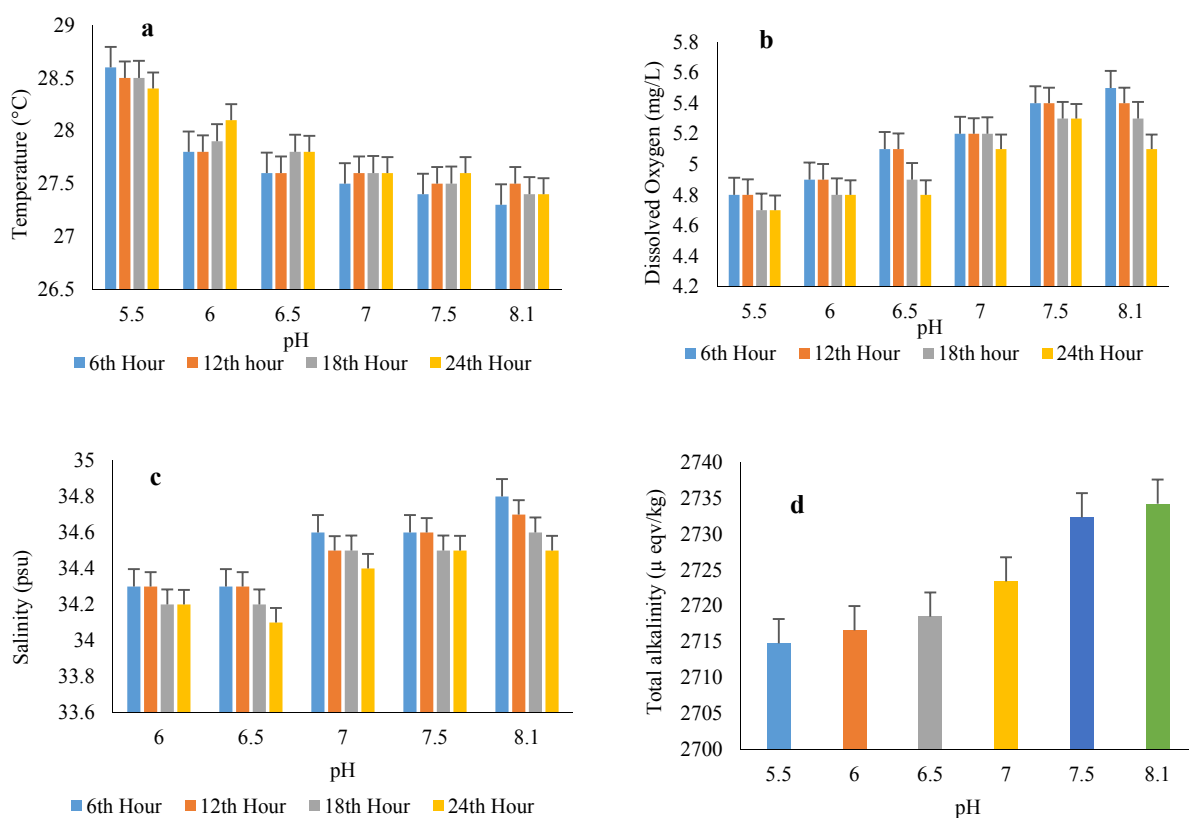 a
29
28.5
28
27.5
27
26.5
Temperature (°C)
5.5 6 6.5 7 7.5 8.1
pH
6th Hour 12th hour 18th Hour 24th Hour
b
5.8
5.6
5.4
5.2
5
4.8
4.6
4.4
4.2
Dissolved Oxygen (mg/L)
5.5 6 6.5 7 7.5 8.1
pH
6th Hour 12th Hour 18th hour 24th Hour
c
35
34.8
34.6
34.4
34.2
34
33.8
33.6
Salinity (psu)
6 6.5 7 7.5 8.1
pH
6th Hour 12th Hour 18th Hour 24th Hour
d
2740
2735
2730
2725
2720
2715
2710
2705
2700
Total alkalinity (µ eqv/kg)
5.5 6 6.5 7 7.5 8.1
pH